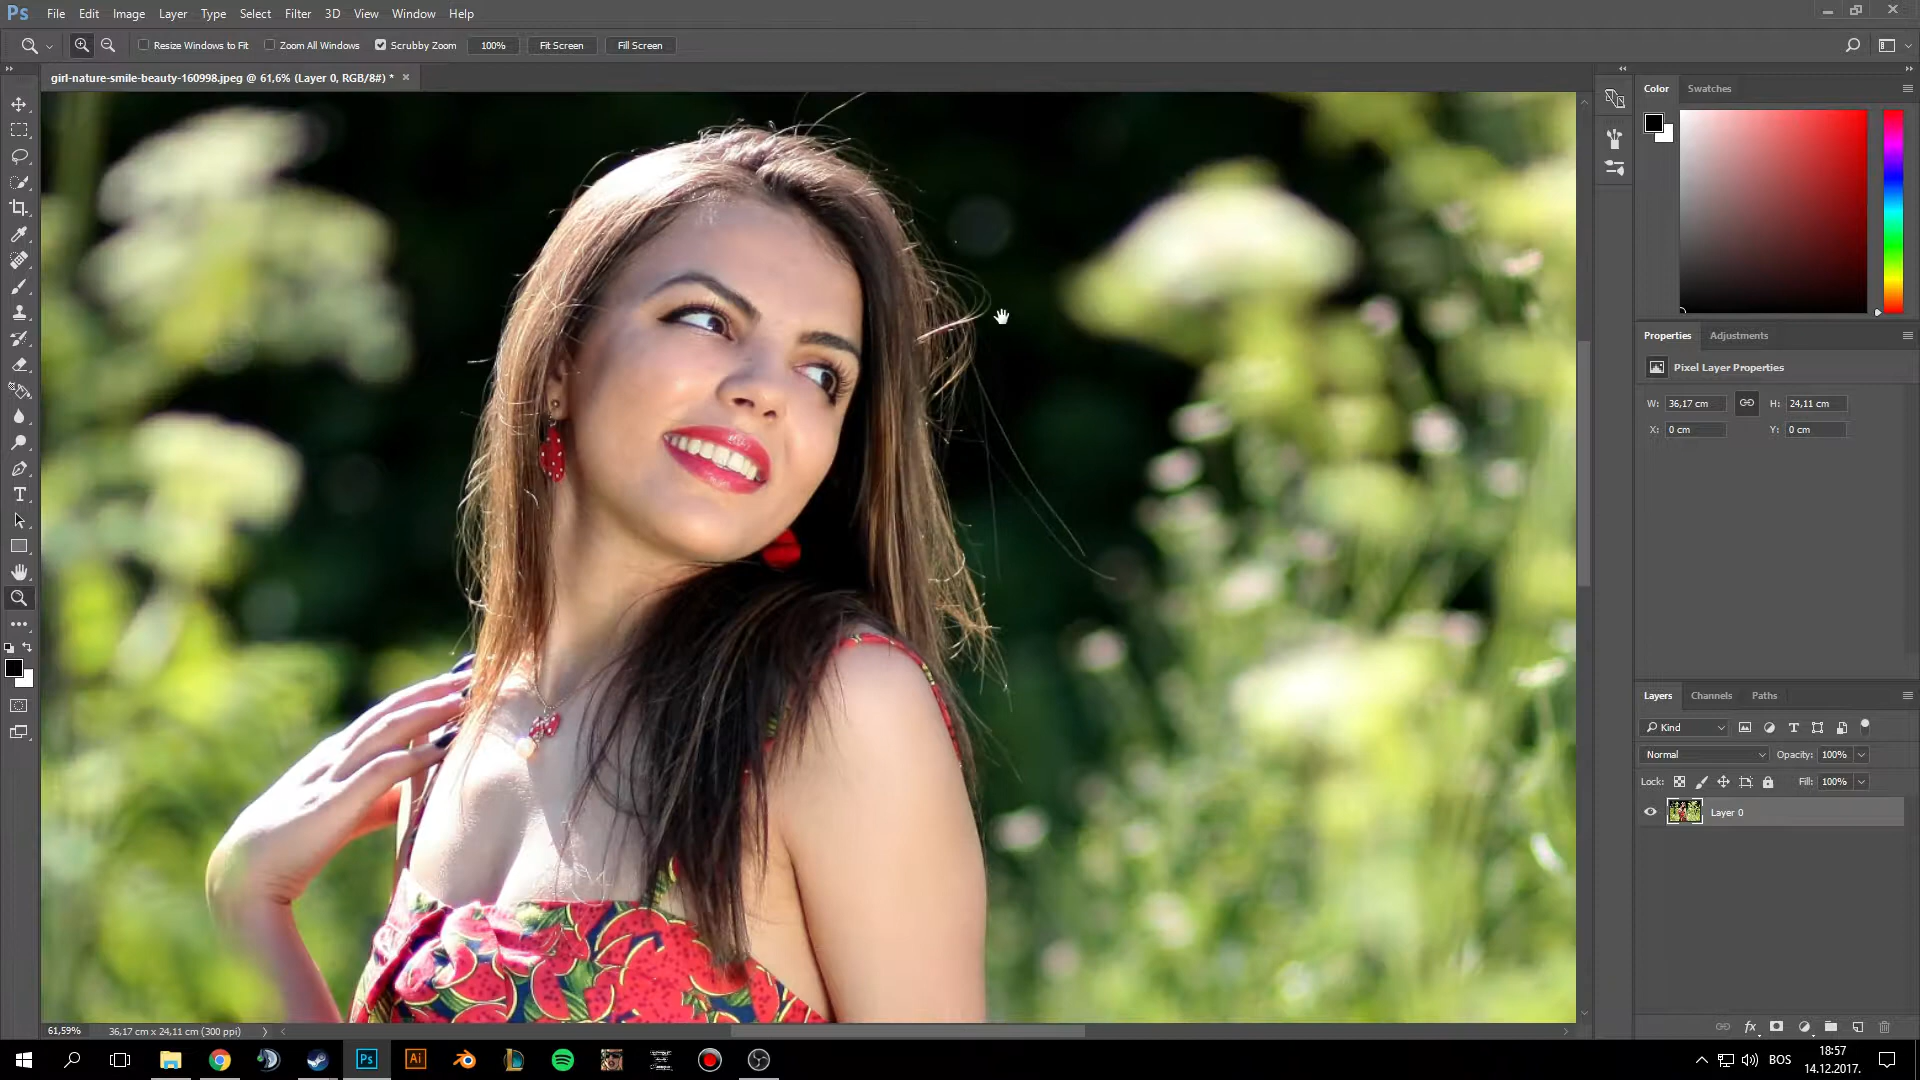 Ps File Edit Image Layer Type Select Filter 3D View Window Help
Resize Windows to Fit Zoom All Windows Scrubby Zoom 100% Fit Screen Fill Screen
girl-nature-smile-beauty-160998.jpeg @ 61,6% (Layer 0, RGB/8#) *
Color Swatches
Properties Adjustments
Pixel Layer Properties
W: 36,17 cm H: 24,11 cm
X: 0 cm Y: 0 cm
Layers Channels Paths
Kind
Normal Opacity: 100%
Lock: Fill: 100%
Layer 0
61,59% 36,17 cm x 24,11 cm (300 ppi)
Ps Ai BOS 18:57
14.12.2017.